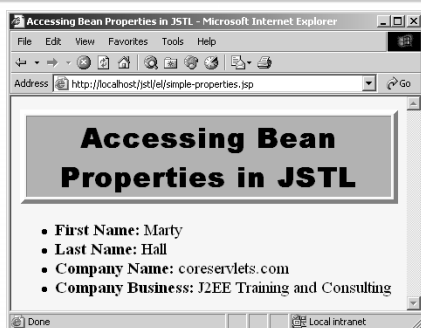 Accessing Bean Properties in JSTL - Microsoft Internet Explorer
File Edit View Favorites Tools Help
Address http://localhost/jstl/el/simple-properties.jsp Go
Accessing Bean
Properties in JSTL
• First Name: Marty
• Last Name: Hall
• Company Name: coreservlets.com
• Company Business: J2EE Training and Consulting
Done Local intranet